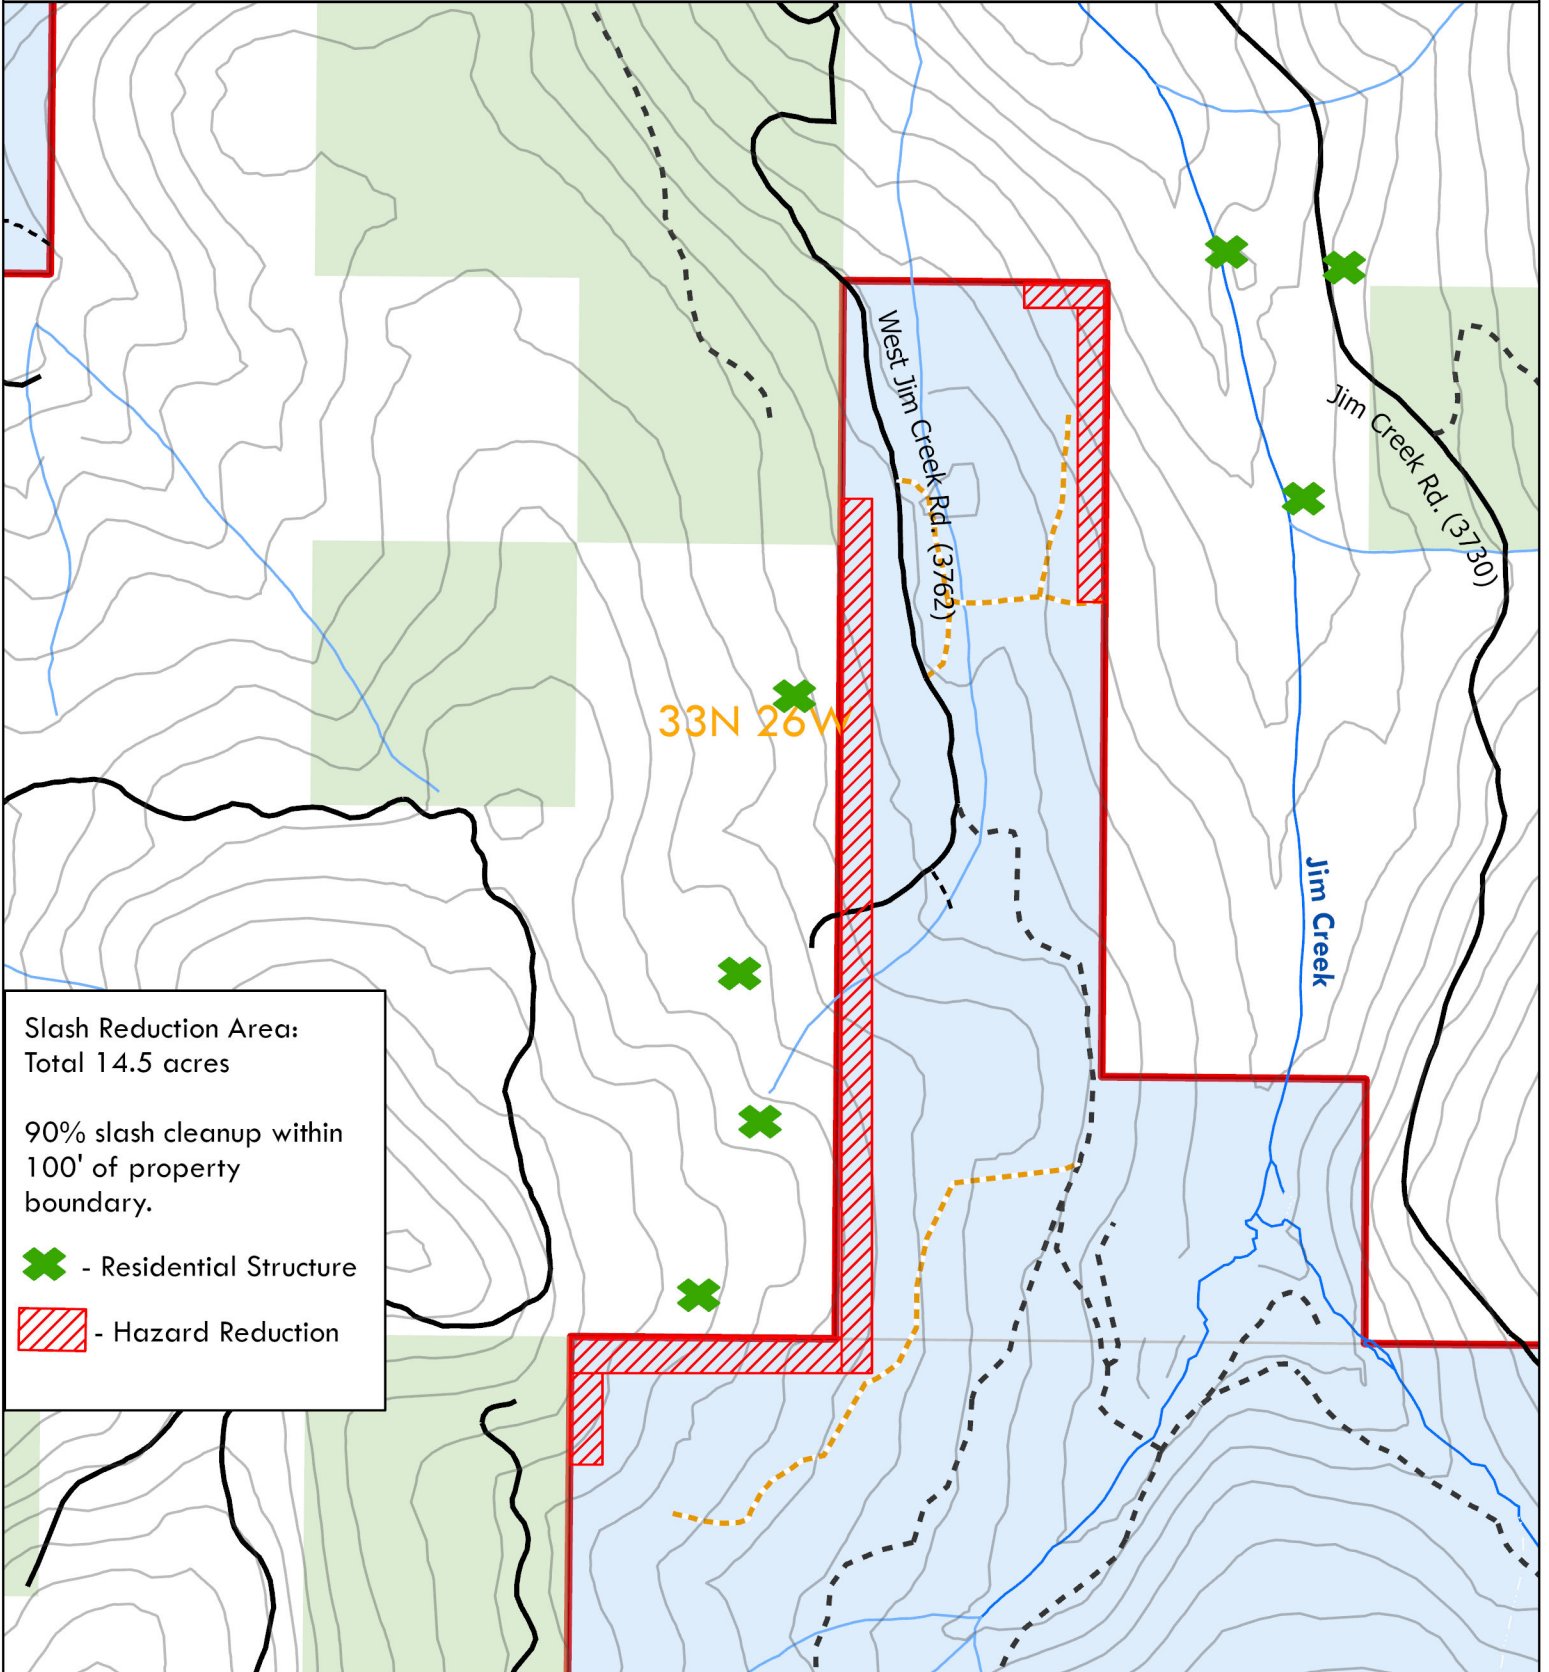 West Jim Creek Rd. (3762)
Jim Creek Rd. (3730)
33N 26W
Jim Creek
Slash Reduction Area:
Total 14.5 acres
90% slash cleanup within
100' of property
boundary.
- Residential Structure
- Hazard Reduction